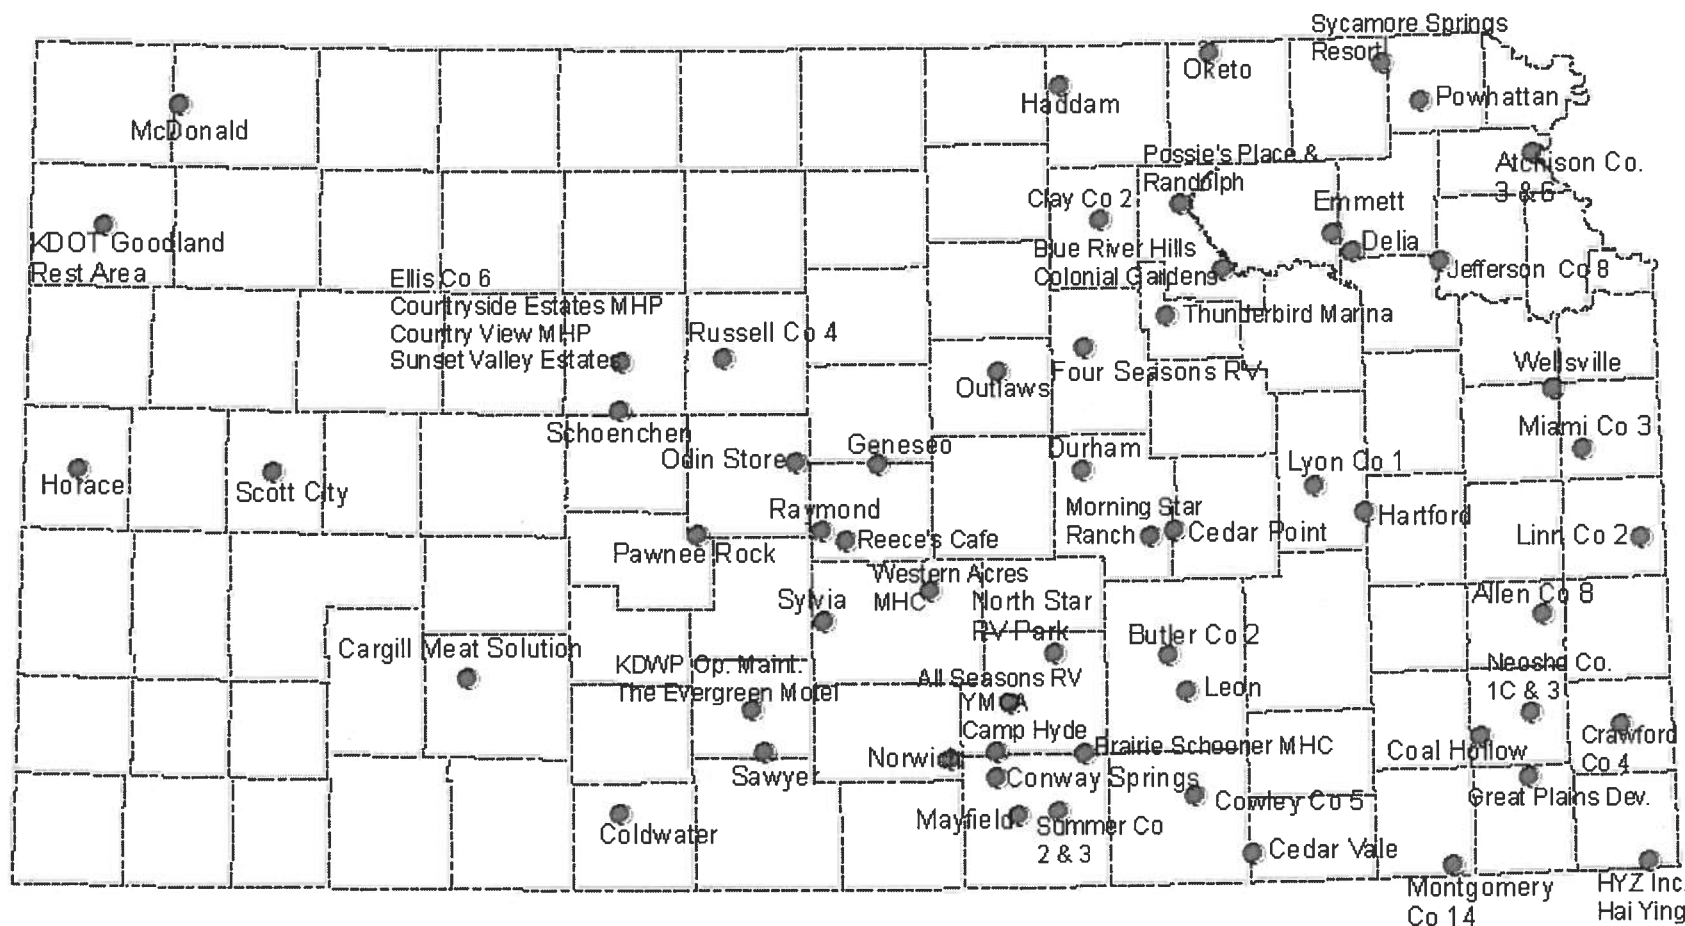 Sycamore Springs
Resort
Oketo
Haddam
Powhattan
McDonald
Possie's Place &
Randolph
Atchison Co.
3 & 6
Clay Co 2
Emmett
KDOT Goodland
Rest Area
Blue River Hills
Colonial Gardens
Delia
Jefferson Co 8
Ellis Co 6
Countryside Estates MHP
Country View MHP
Sunset Valley Estates
Russell Co 4
Thunderbird Marina
Outlaws
Four Seasons RV
Wellsville
Schoenchen
Miami Co 3
Odin Store
Geneseo
Durham
Lyon Co 1
Horace
Scott City
Raymond
Morning Star
Ranch
Cedar Point
Hartford
Linn Co 2
Pawnee Rock
Reece's Cafe
Western Acres
MHC
Sylvia
North Star
RV Park
Allen Co 8
Cargill Meat Solution
Butler Co 2
KDWP Op. Maint.
The Evergreen Motel
All Seasons RV
YMCA
Camp Hyde
Leon
Neosho Co.
1C & 3
Norwich
Prairie Schooner MHC
Coal Hollow
Crawford
Co 4
Sawyer
Conway Springs
Cowley Co 5
Great Plains Dev.
Coldwater
Mayfield
Summer Co
2 & 3
Cedar Vale
Montgomery
Co 14
HYZ Inc.
Hai Ying